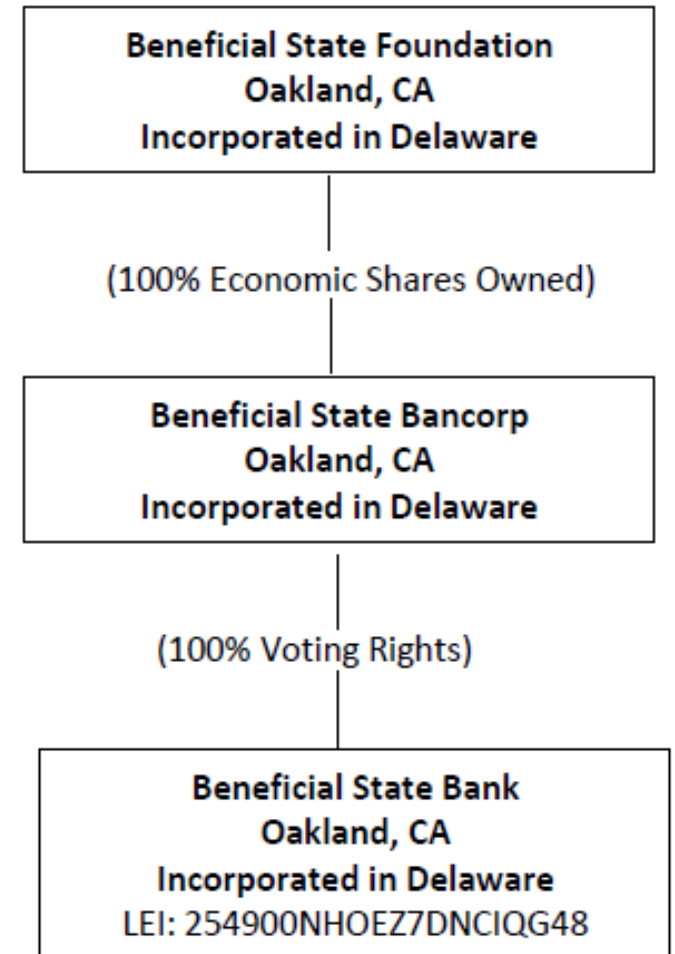 Beneficial State Foundation
Oakland, CA
Incorporated in Delaware
(100% Economic Shares Owned)
Beneficial State Bancorp
Oakland, CA
Incorporated in Delaware
(100% Voting Rights)
Beneficial State Bank
Oakland, CA
Incorporated in Delaware
LEI: 254900NHOEZ7DNCIQG48